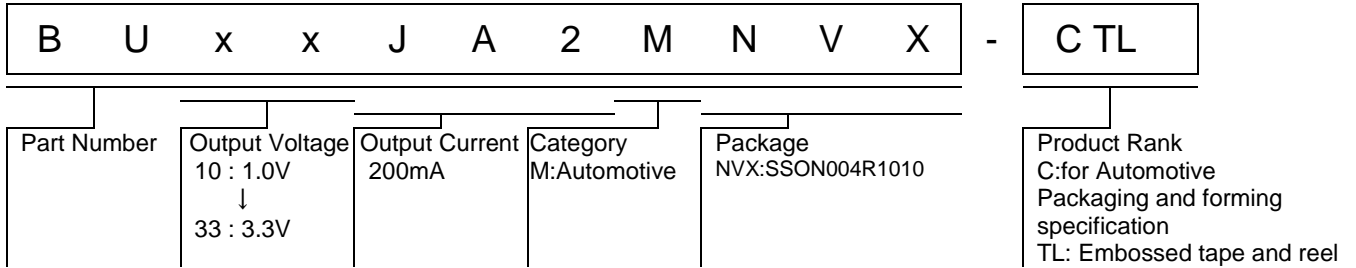 B U x x J A 2 M N V X - C TL
Part Number
Output Voltage
10 : 1.0V
↓
33 : 3.3V
Output Current
200mA
Category
M:Automotive
Package
NVX:SSON004R1010
Product Rank
C:for Automotive
Packaging and forming
specification
TL: Embossed tape and reel